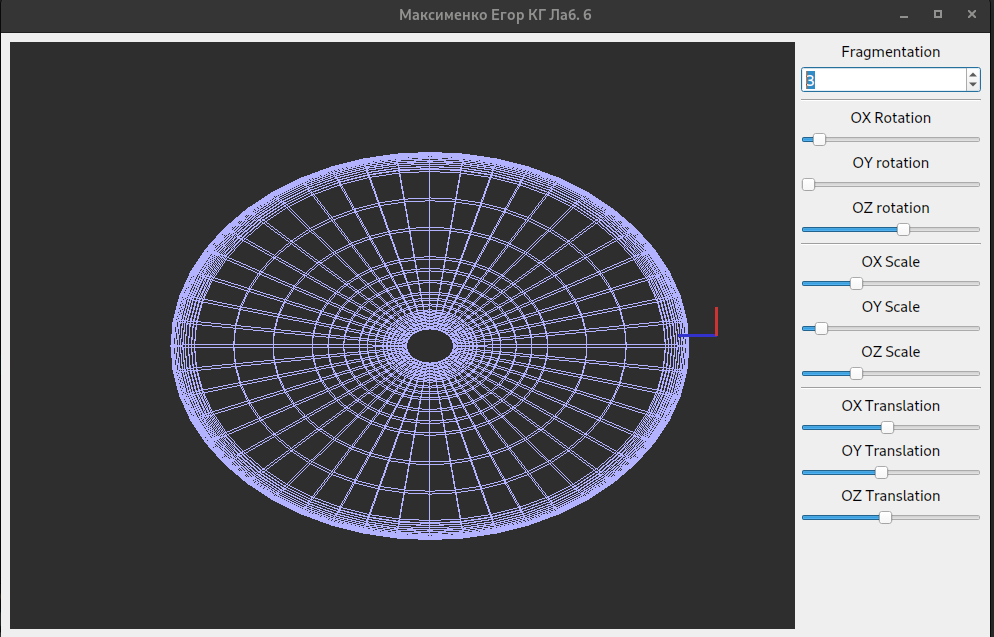 Максименко Егор КГ Лаб. 6
Fragmentation
3
OX Rotation
OY rotation
OZ rotation
OX Scale
OY Scale
OZ Scale
OX Translation
OY Translation
OZ Translation